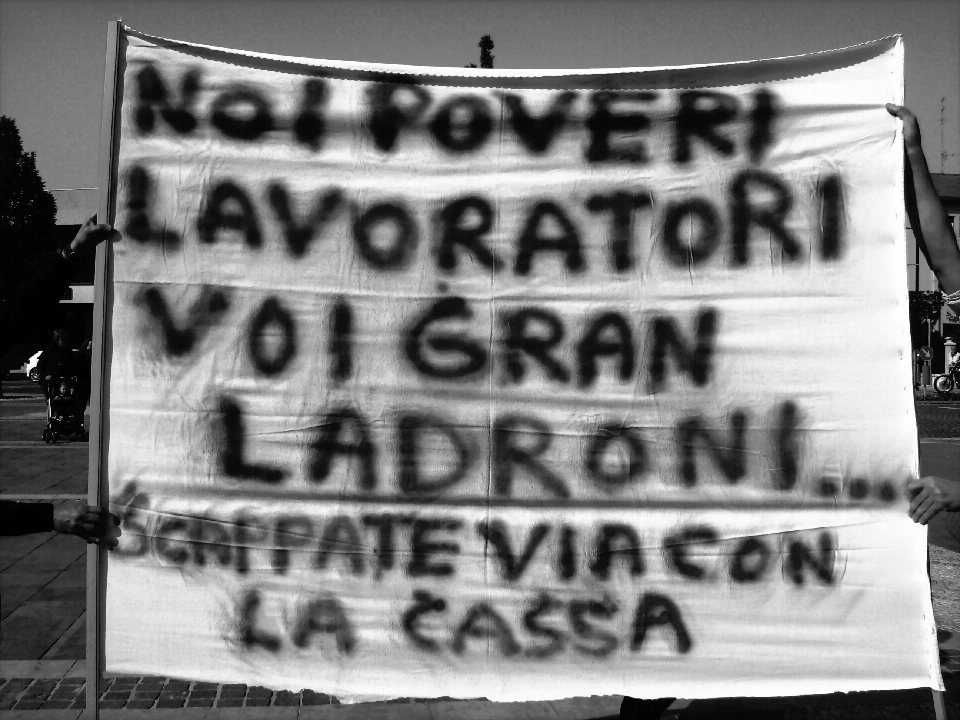 NOI POVERI
LAVORATORI
VOI GRAN
LADRONI...
SCAPPATE VIA CON
LA CASSA